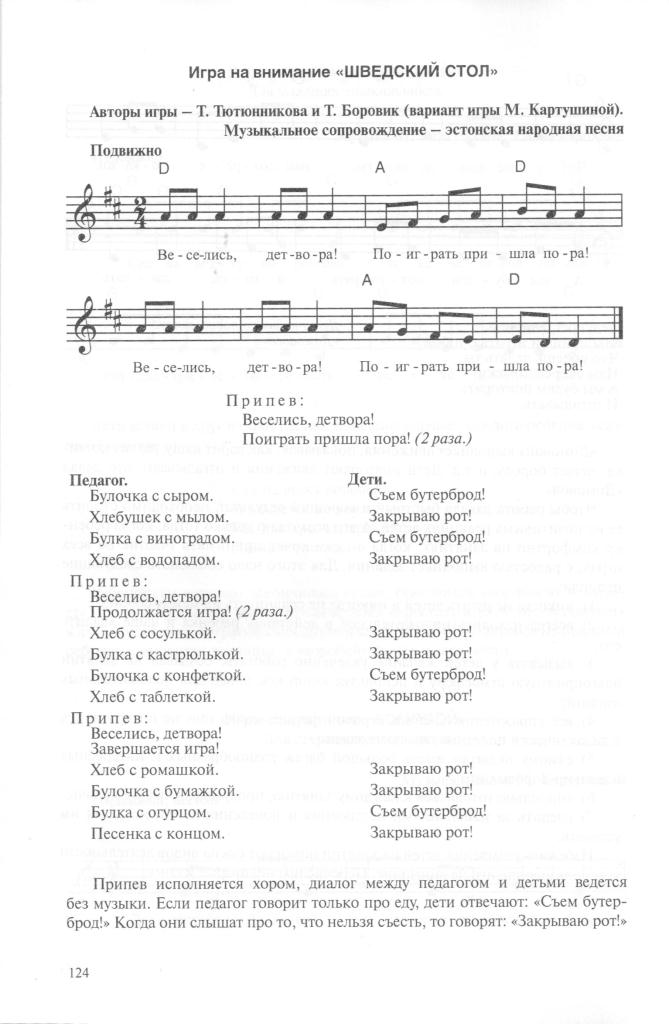 Игра на внимание «ШВЕДСКИЙ СТОЛ»
Авторы игры – Т. Тютюнникова и Т. Боровик (вариант игры М. Картушиной).
Музыкальное сопровождение – эстонская народная песня
Подвижно
D A D
2/4
Ве - се-лись, дет-во-ра! По - иг-рать при - шла по-ра!
A D
Ве - се-лись, дет-во-ра! По - иг-рать при - шла по-ра!
Припев:
Веселись, детвора!
Поиграть пришла пора! (2 раза.)
Педагог. Дети.
Булочка с сыром. Съем бутерброд!
Хлебушек с мылом. Закрываю рот!
Булка с виноградом. Съем бутерброд!
Хлеб с водопадом. Закрываю рот!
Припев:
Веселись, детвора!
Продолжается игра! (2 раза.)
Хлеб с сосулькой. Закрываю рот!
Булка с кастрюлькой. Закрываю рот!
Булочка с конфеткой. Съем бутерброд!
Хлеб с таблеткой. Закрываю рот!
Припев:
Веселись, детвора!
Завершается игра!
Хлеб с ромашкой. Закрываю рот!
Булочка с бумажкой. Закрываю рот!
Булка с огурцом. Съем бутерброд!
Песенка с концом. Закрываю рот!
Припев исполняется хором, диалог между педагогом и детьми ведется
без музыки. Если педагог говорит только про еду, дети отвечают: «Съем бутер-
брод!» Когда они слышат про то, что нельзя съесть, то говорят: «Закрываю рот!»
124